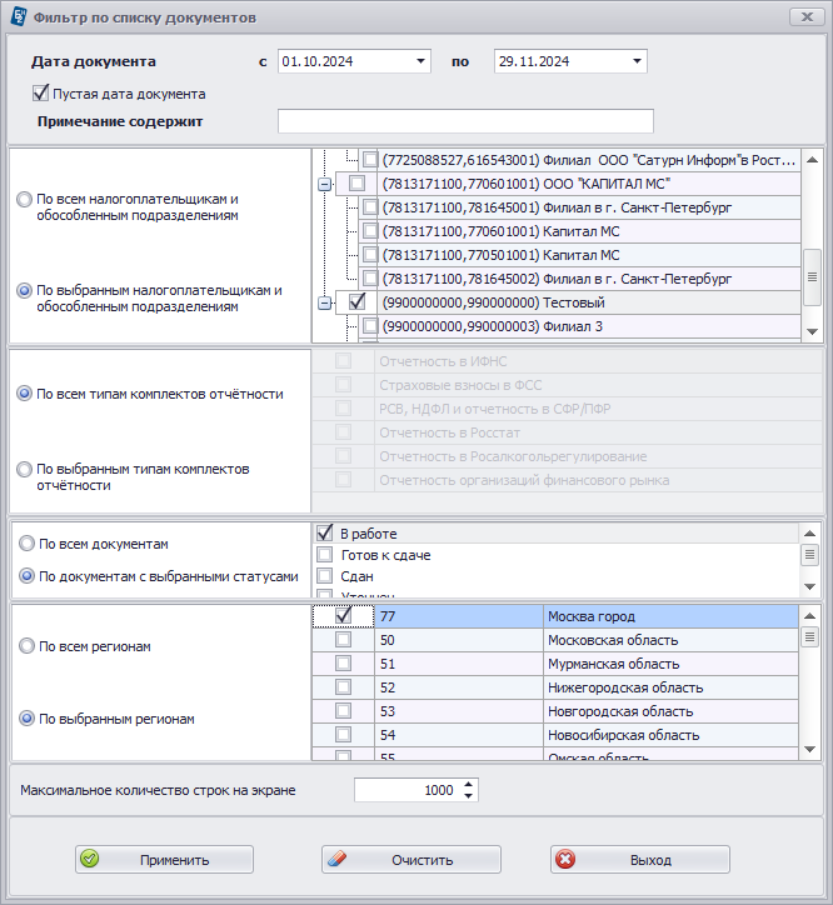 Фильтр по списку документов
Дата документа с 01.10.2024 по 29.11.2024
Пустая дата документа
Примечание содержит
По всем налогоплательщикам и
обособленным подразделениям
По выбранным налогоплательщикам и
обособленным подразделениям
(7725088527,616543001) Филиал ООО "Сатурн Информ"в Рост...
(7813171100,770601001) ООО "КАПИТАЛ МС"
(7813171100,781645001) Филиал в г. Санкт-Петербург
(7813171100,770601001) Капитал МС
(7813171100,770501001) Капитал МС
(7813171100,781645002) Филиал в г. Санкт-Петербург
(9900000000,990000000) Тестовый
(9900000000,990000003) Филиал 3
По всем типам комплектов отчётности
По выбранным типам комплектов
отчётности
Отчетность в ИФНС
Страховые взносы в ФСС
РСВ, НДФЛ и отчетность в СФР/ПФР
Отчетность в Росстат
Отчетность в Росалкогольрегулирование
Отчетность организаций финансового рынка
По всем документам
По документам с выбранными статусами
В работе
Готов к сдаче
Сдан
По всем регионам
По выбранным регионам
77 Москва город
50 Московская область
51 Мурманская область
52 Нижегородская область
53 Новгородская область
54 Новосибирская область
55 Омская область
Максимальное количество строк на экране 1000
Применить Очистить Выход